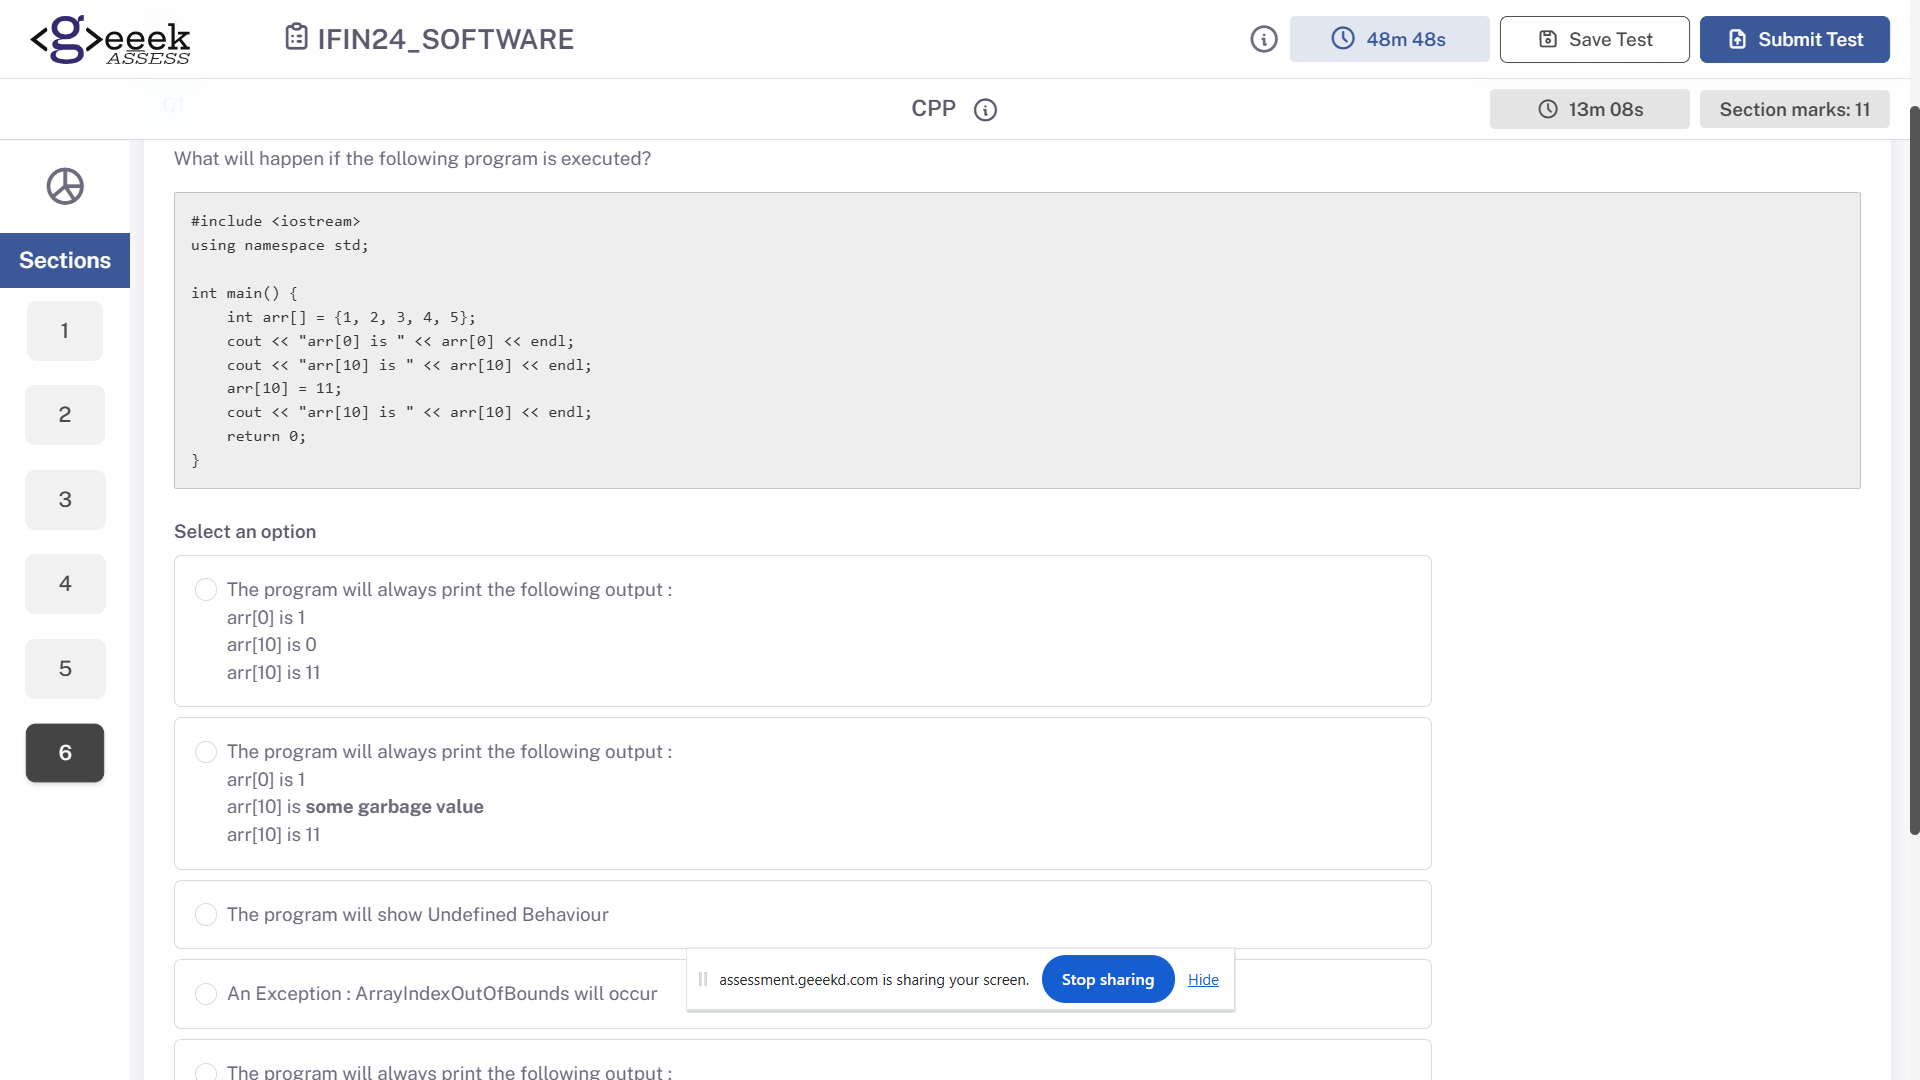 <g>eeek
ASSESS
IFIN24_SOFTWARE
48m 48s
Save Test
Submit Test
Q1
CPP
13m 08s
Section marks: 11
What will happen if the following program is executed?
#include <iostream>
using namespace std;
int main() {
    int arr[] = {1, 2, 3, 4, 5};
    cout << "arr[0] is " << arr[0] << endl;
    cout << "arr[10] is " << arr[10] << endl;
    arr[10] = 11;
    cout << "arr[10] is " << arr[10] << endl;
    return 0;
}
Sections
1
2
3
4
5
6
Select an option
The program will always print the following output :
arr[0] is 1
arr[10] is 0
arr[10] is 11
The program will always print the following output :
arr[0] is 1
arr[10] is some garbage value
arr[10] is 11
The program will show Undefined Behaviour
An Exception : ArrayIndexOutOfBounds will occur
assessment.geeekd.com is sharing your screen.
Stop sharing
Hide
The program will always print the following output :